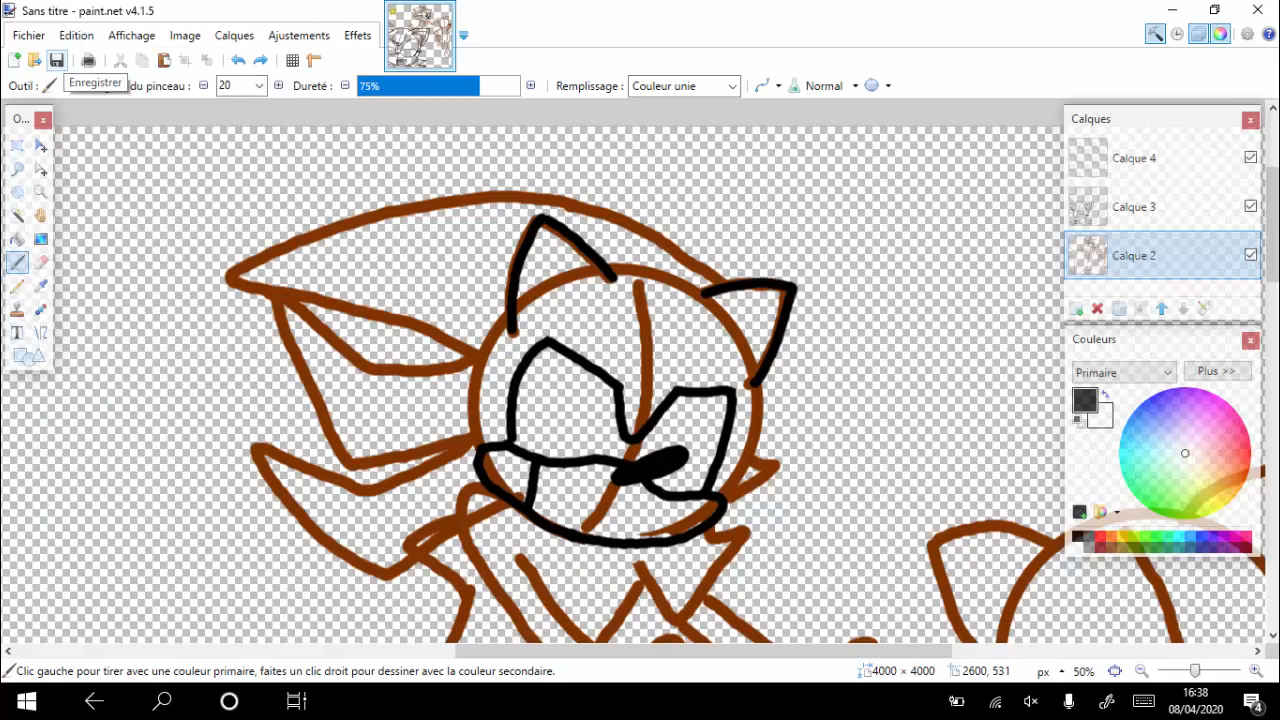 Sans titre - paint.net v4.1.5
Fichier Edition Affichage Image Calques Ajustements Effets
Enregistrer
Outil : du pinceau : 20 Dureté : 75% Remplissage : Couleur unie Normal
O...
Calques
Calque 4
Calque 3
Calque 2
Couleurs
Primaire Plus >>
Clic gauche pour tirer avec une couleur primaire, faites un clic droit pour dessiner avec la couleur secondaire. 4000 × 4000 2600, 531 px 50%
16:38
08/04/2020
4